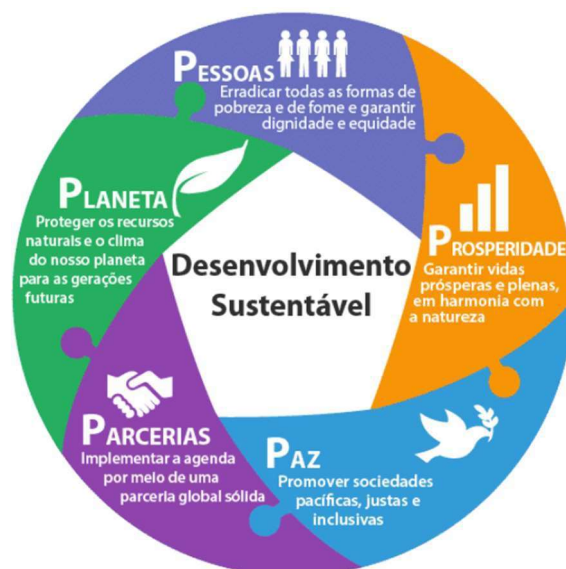 PESSOAS
Erradicar todas as formas de
pobreza e de fome e garantir
dignidade e equidade
PLANETA
Proteger os recursos
naturais e o clima
do nosso planeta
para as gerações
futuras
Desenvolvimento
Sustentável
PROSPERIDADE
Garantir vidas
prósperas e plenas,
em harmonia com
a natureza
PARCERIAS
Implementar a agenda
por meio de uma
parceria global sólida
PAZ
Promover sociedades
pacíficas, justas e
inclusivas